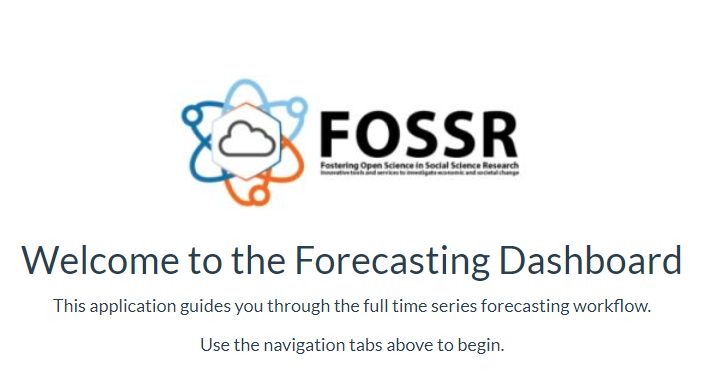 FOSSR
Fostering Open Science in Social Science Research
Innovative tools and services to investigate economic and societal change
Welcome to the Forecasting Dashboard
This application guides you through the full time series forecasting workflow.
Use the navigation tabs above to begin.